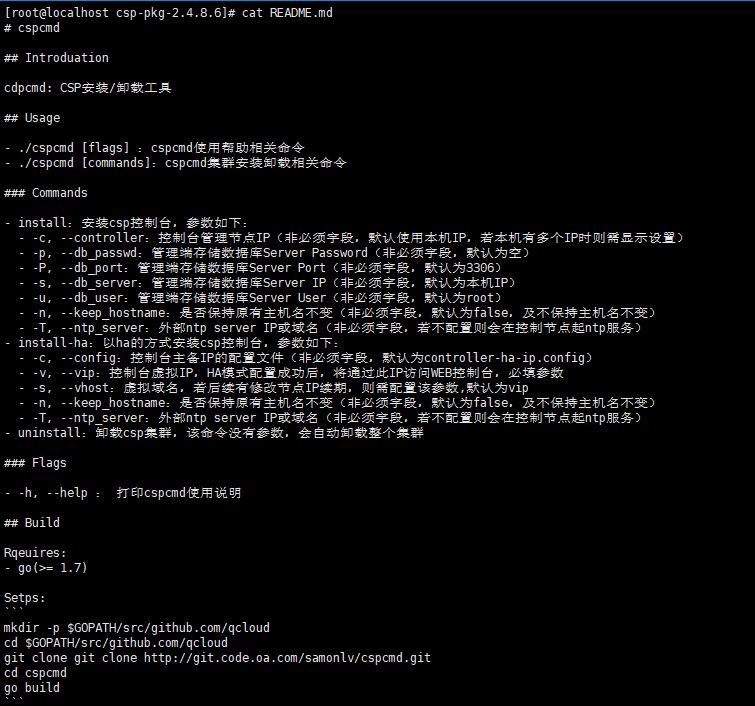 [root@localhost csp-pkg-2.4.8.6]# cat README.md
# cspcmd
## Introduation
cdpcmd: CSP安装/卸载工具
## Usage
- ./cspcmd [flags] ：cspcmd使用帮助相关命令
- ./cspcmd [commands]：cspcmd集群安装卸载相关命令
### Commands
- install：安装csp控制台，参数如下：
  - -c, --controller：控制台管理节点IP（非必须字段，默认使用本机IP，若本机有多个IP时则需显示设置）
  - -p, --db_passwd：管理端存储数据库Server Password（非必须字段，默认为空）
  - -P, --db_port：管理端存储数据库Server Port（非必须字段，默认为3306）
  - -s, --db_server：管理端存储数据库Server IP（非必须字段，默认为本机IP）
  - -u, --db_user：管理端存储数据库Server User（非必须字段，默认为root）
  - -n, --keep_hostname：是否保持原有主机名不变（非必须字段，默认为false，及不保持主机名不变）
  - -T, --ntp_server：外部ntp server IP或域名（非必须字段，若不配置则会在控制节点起ntp服务）
- install-ha：以ha的方式安装csp控制台，参数如下：
  - -c, --config：控制台主备IP的配置文件（非必须字段，默认为controller-ha-ip.config）
  - -v, --vip：控制台虚拟IP，HA模式配置成功后，将通过此IP访问WEB控制台，必填参数
  - -s, --vhost：虚拟域名，若后续有修改节点IP续期，则需配置该参数,默认为vip
  - -n, --keep_hostname：是否保持原有主机名不变（非必须字段，默认为false，及不保持主机名不变）
  - -T, --ntp_server：外部ntp server IP或域名（非必须字段，若不配置则会在控制节点起ntp服务）
- uninstall：卸载csp集群，该命令没有参数，会自动卸载整个集群
### Flags
- -h, --help ： 打印cspcmd使用说明
## Build
Rqeuires:
- go(>= 1.7)
Setps:
```
mkdir -p $GOPATH/src/github.com/qcloud
cd $GOPATH/src/github.com/qcloud
git clone git clone http://git.code.oa.com/samonlv/cspcmd.git
cd cspcmd
go build
```